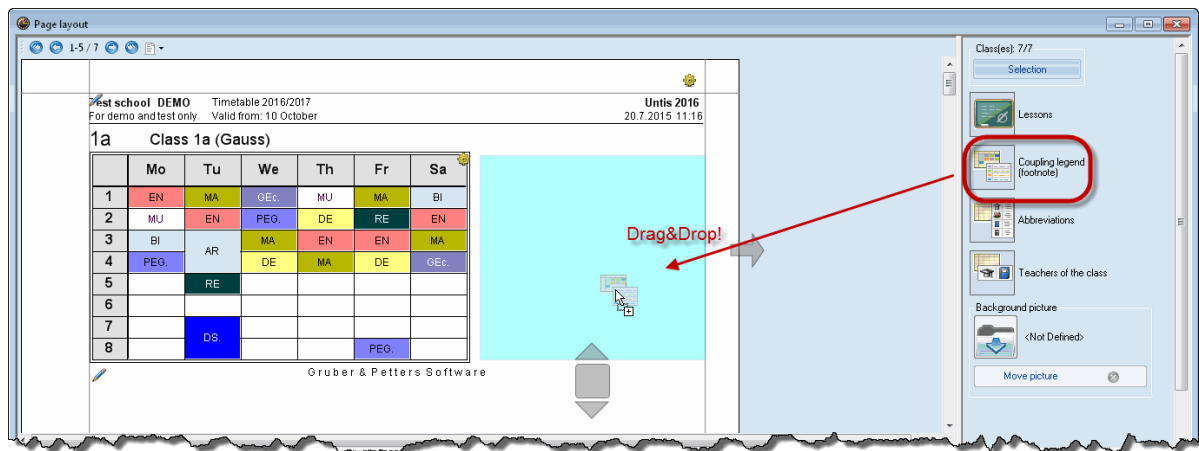 Page layout
1-5 / 7
Test school DEMO Timetable 2016/2017 Untis 2016
For demo and test only Valid from: 10 October 20.7.2015 11:16
1a Class 1a (Gauss)
Mo Tu We Th Fr Sa
1 EN MA GEc. MU MA BI
2 MU EN PEG. DE RE EN
3 BI AR MA EN EN MA
4 PEG. DE MA DE GEc.
5 RE
6
7 DS.
8 PEG.
Gruber & Petters Software
Drag&Drop!
Class(es): 7/7
Selection
Lessons
Coupling legend
(footnote)
Abbreviations
Teachers of the class
Background picture
<Not Defined>
Move picture